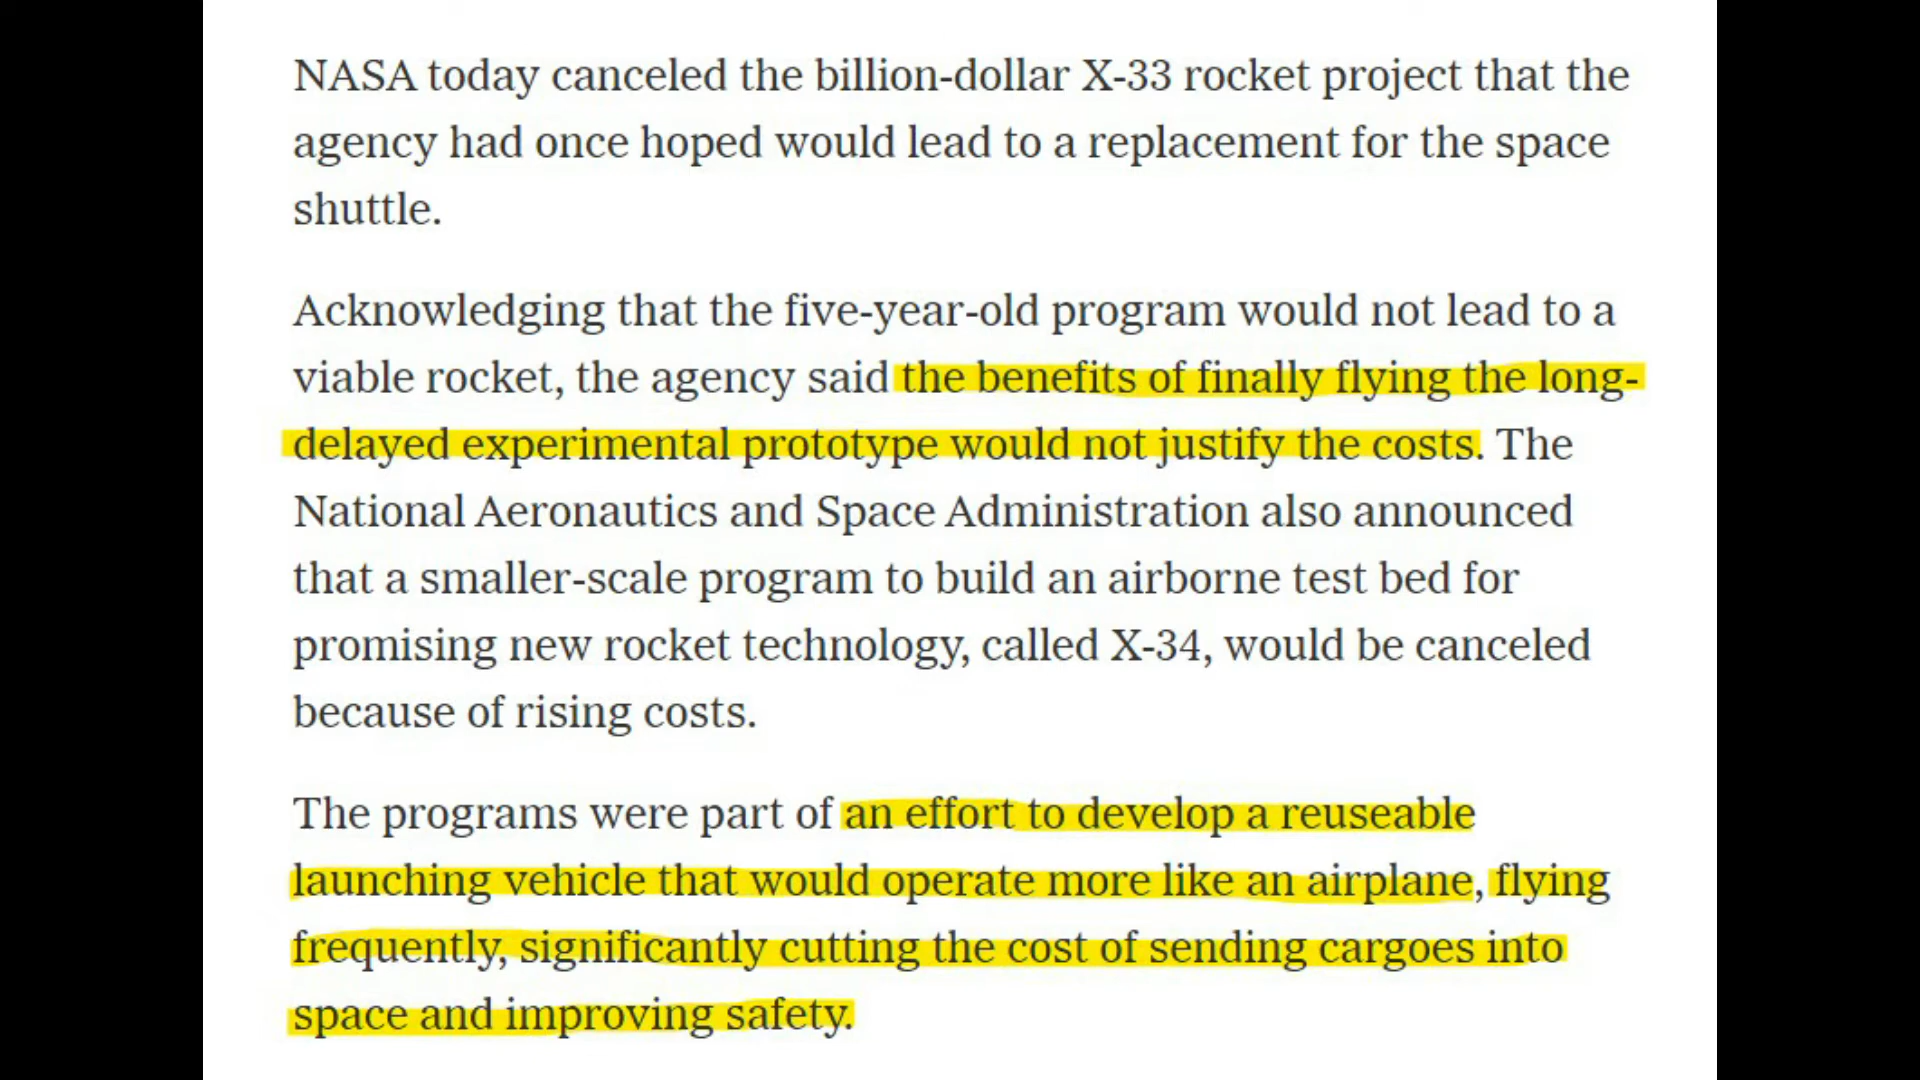 NASA today canceled the billion-dollar X-33 rocket project that the
agency had once hoped would lead to a replacement for the space
shuttle.
Acknowledging that the five-year-old program would not lead to a
viable rocket, the agency said the benefits of finally flying the long-
delayed experimental prototype would not justify the costs. The
National Aeronautics and Space Administration also announced
that a smaller-scale program to build an airborne test bed for
promising new rocket technology, called X-34, would be canceled
because of rising costs.
The programs were part of an effort to develop a reuseable
launching vehicle that would operate more like an airplane, flying
frequently, significantly cutting the cost of sending cargoes into
space and improving safety.